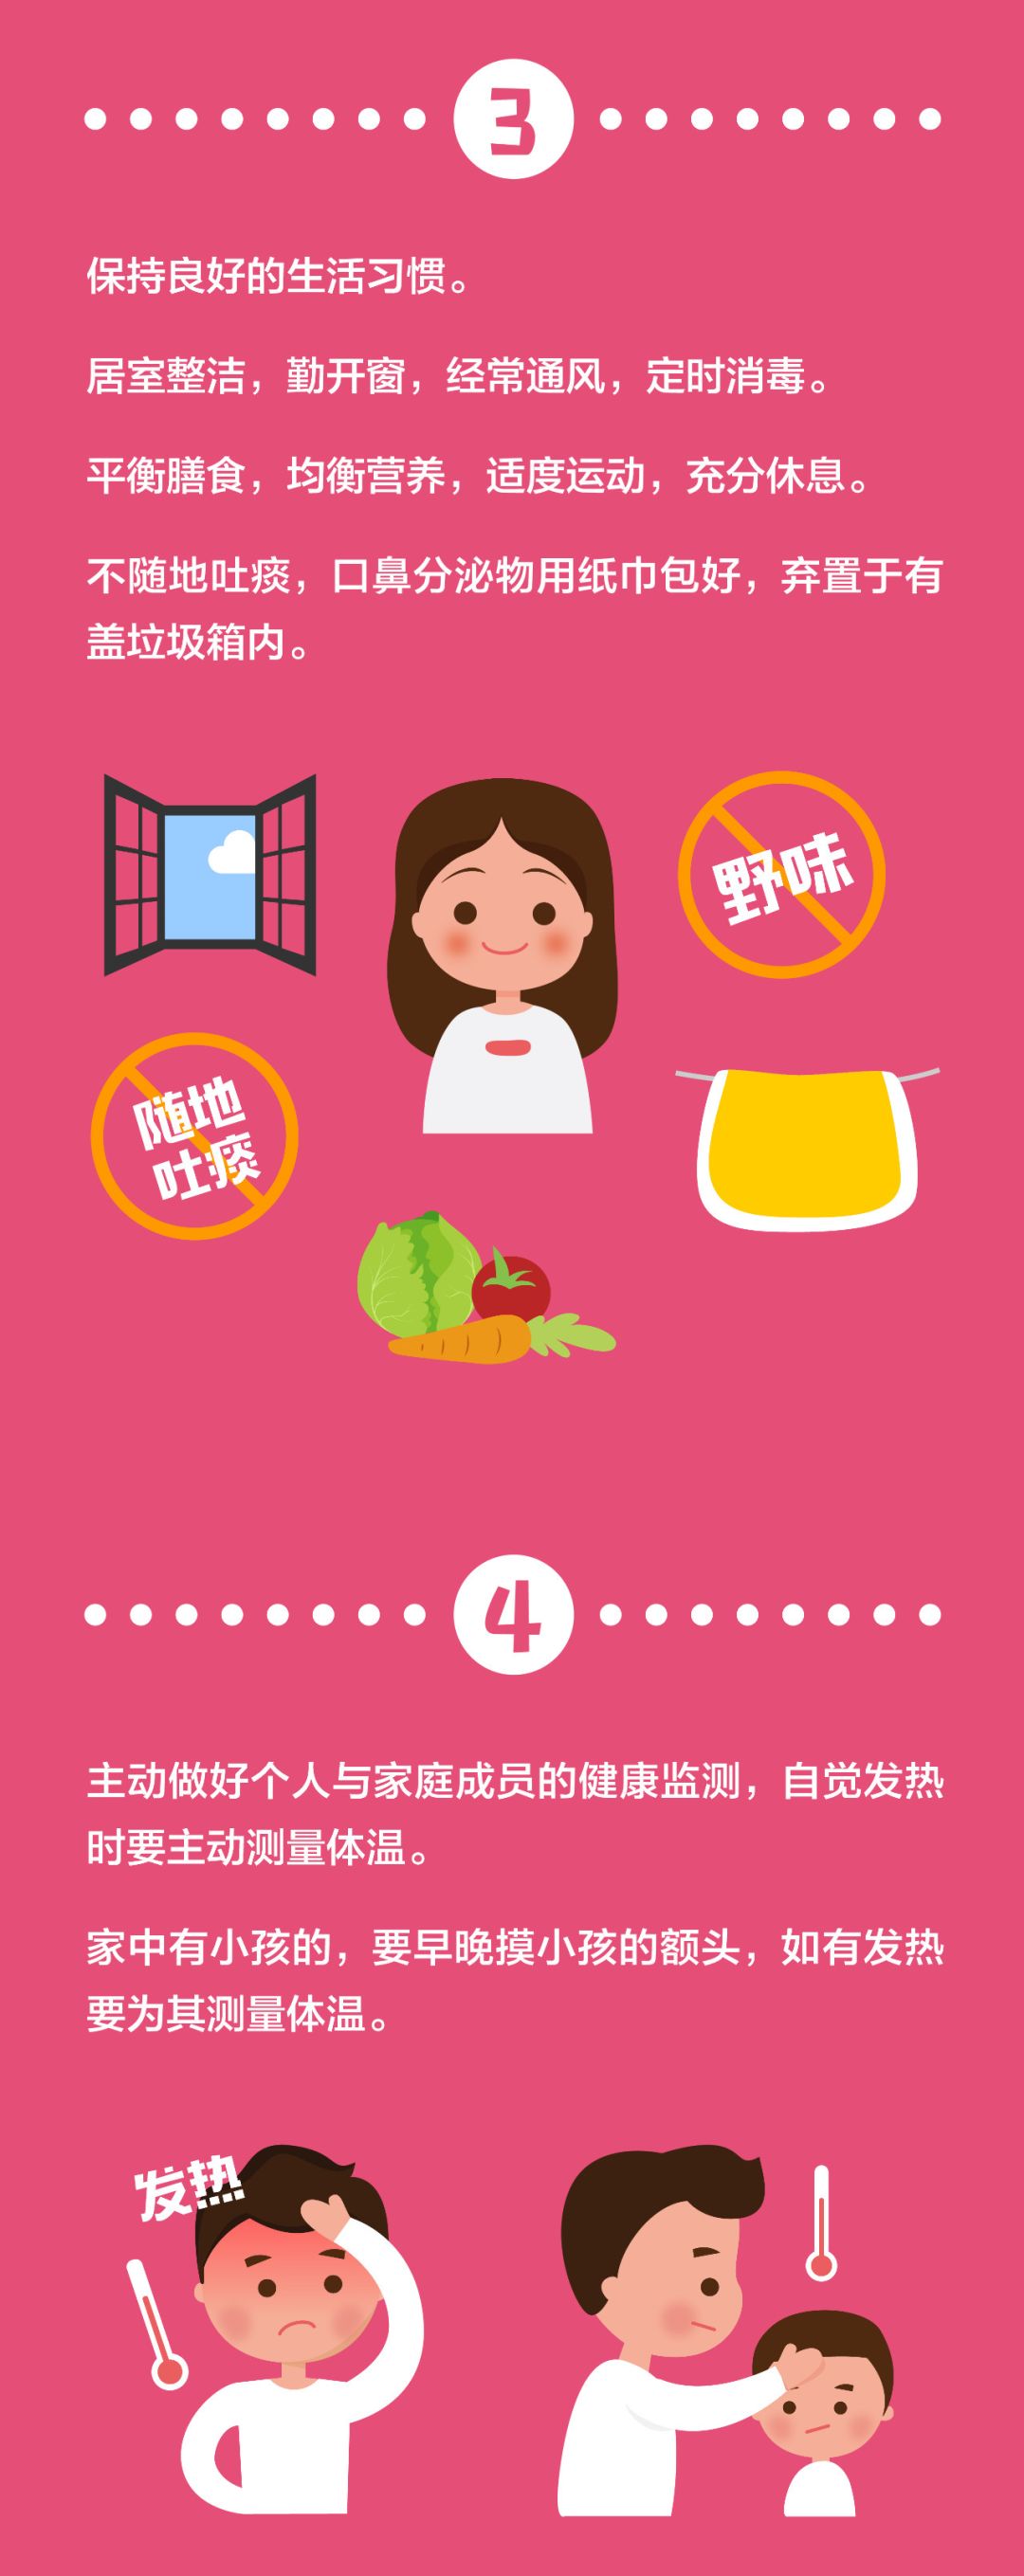 3
保持良好的生活习惯。
居室整洁，勤开窗，经常通风，定时消毒。
平衡膳食，均衡营养，适度运动，充分休息。
不随地吐痰，口鼻分泌物用纸巾包好，弃置于有
盖垃圾箱内。
野味
随地
吐痰
4
主动做好个人与家庭成员的健康监测，自觉发热
时要主动测量体温。
家中有小孩的，要早晚摸小孩的额头，如有发热
要为其测量体温。
发热